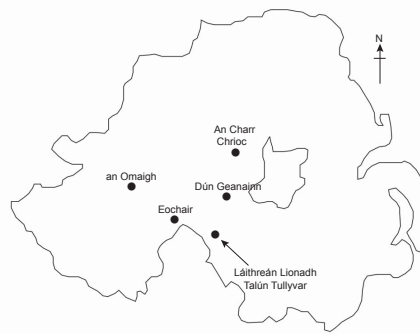 N
An Charr
Chrioc
an Omaigh
Dún Geanainn
Eochair
Láithreán Lionadh
Talún Tullyvar